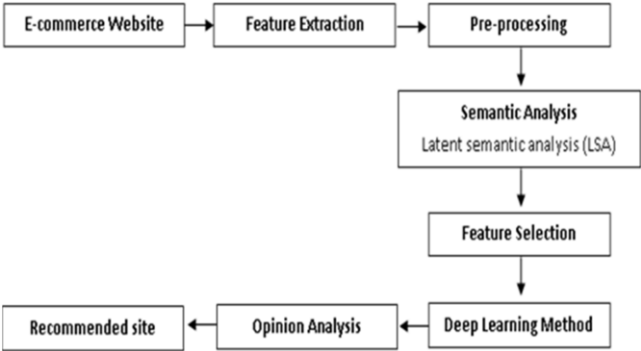 E-commerce Website
Feature Extraction
Pre-processing
Semantic Analysis
Latent semantic analysis (LSA)
Feature Selection
Deep Learning Method
Opinion Analysis
Recommended site